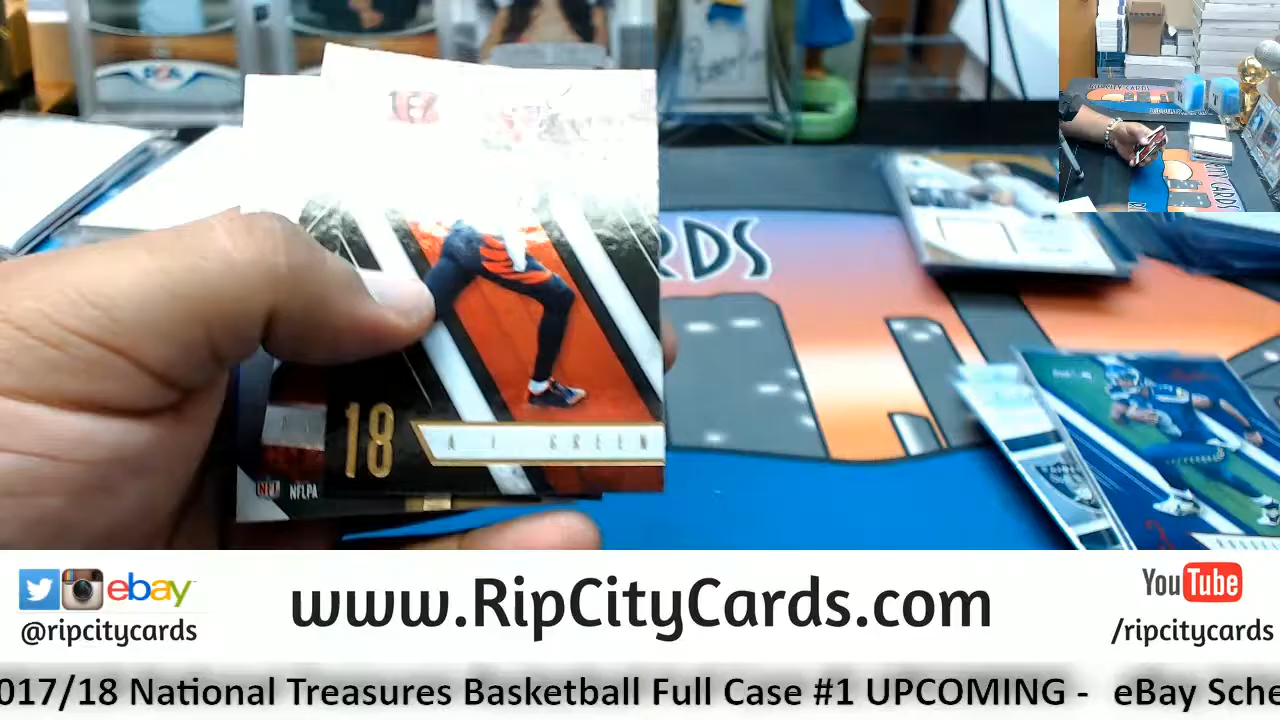 RDS
18
A J GREEN
NFL NFLPA
ebay
@ripcitycards
www.RipCityCards.com
YouTube
/ripcitycards
017/18 National Treasures Basketball Full Case #1 UPCOMING - eBay Sche